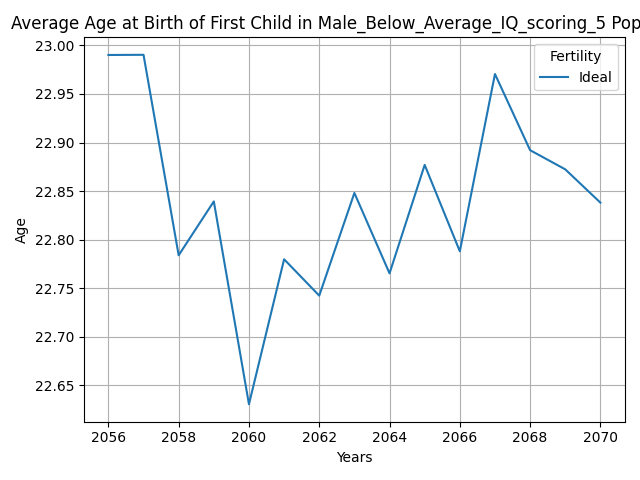 Average Age at Birth of First Child in Male_Below_Average_IQ_scoring_5 Pop
23.00
22.95
22.90
22.85
22.80
22.75
22.70
22.65
Age
Fertility
Ideal
2056 2058 2060 2062 2064 2066 2068 2070
Years